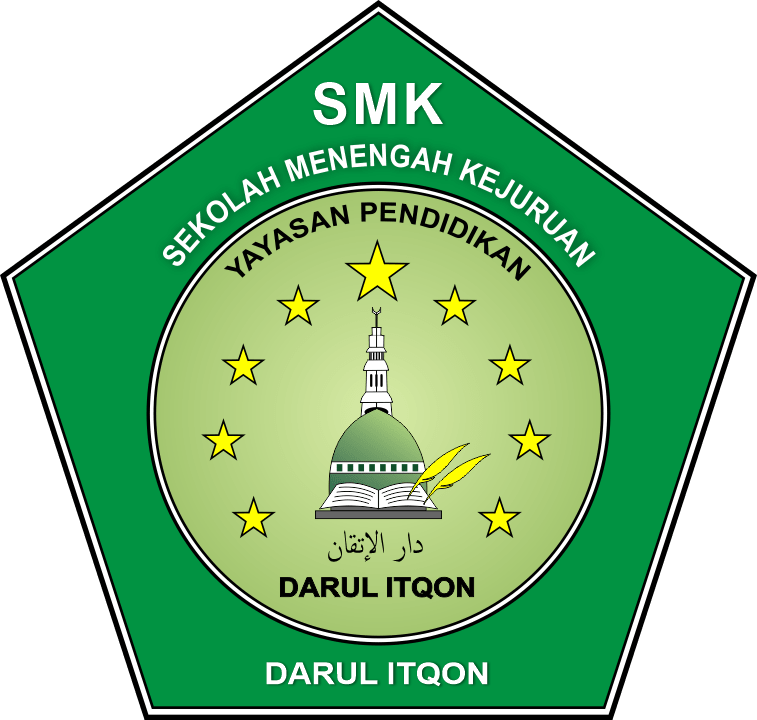 SMK
SEKOLAH MENENGAH KEJURUAN
YAYASAN PENDIDIKAN
دار الإتقان
DARUL ITQON
DARUL ITQON